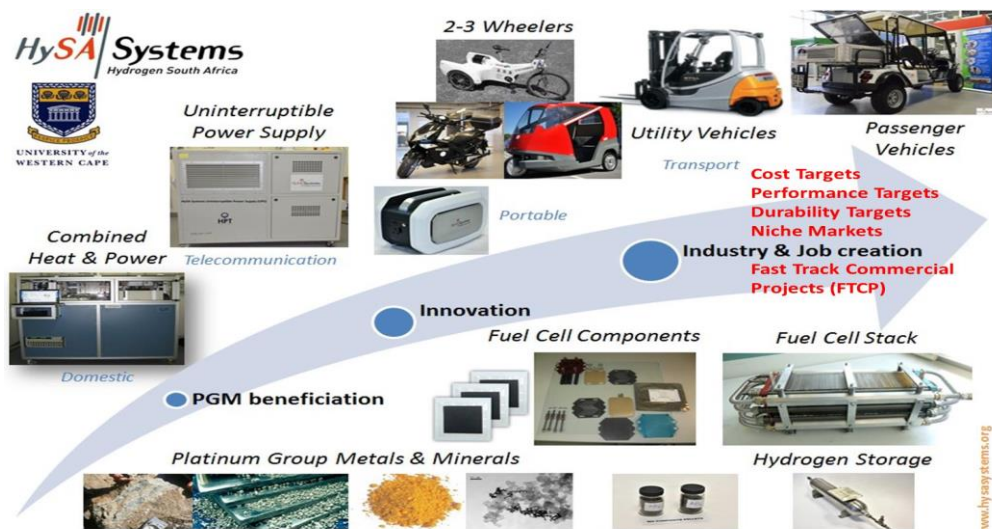 HySA Systems
Hydrogen South Africa
UNIVERSITY of the
WESTERN CAPE
2-3 Wheelers
Uninterruptible
Power Supply
Utility Vehicles
Transport
Passenger
Vehicles
Portable
Telecommunication
HySA Systems
HPT
Combined
Heat & Power
Domestic
Cost Targets
Performance Targets
Durability Targets
Niche Markets
Industry & Job creation
Fast Track Commercial
Projects (FTCP)
Innovation
PGM beneficiation
Fuel Cell Components
Fuel Cell Stack
Platinum Group Metals & Minerals
Hydrogen Storage
www.hysasystems.org